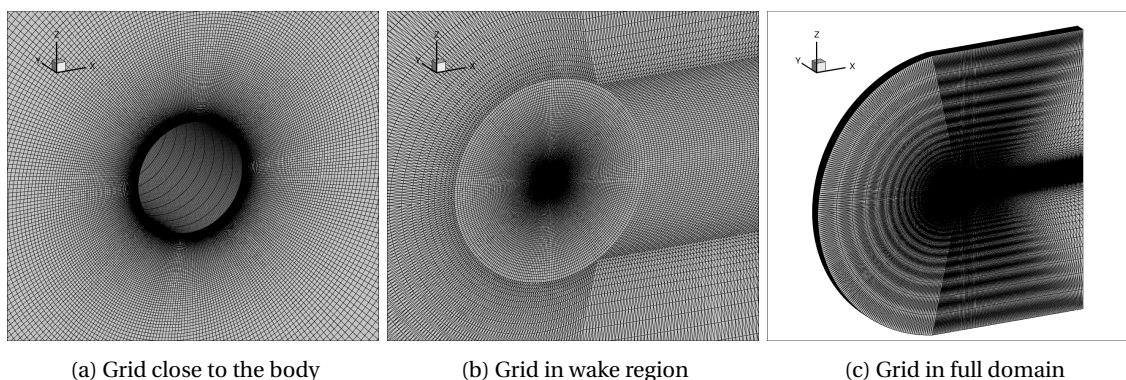 Z
Y
X
Z
Y
X
Z
Y
X
(a) Grid close to the body
(b) Grid in wake region
(c) Grid in full domain